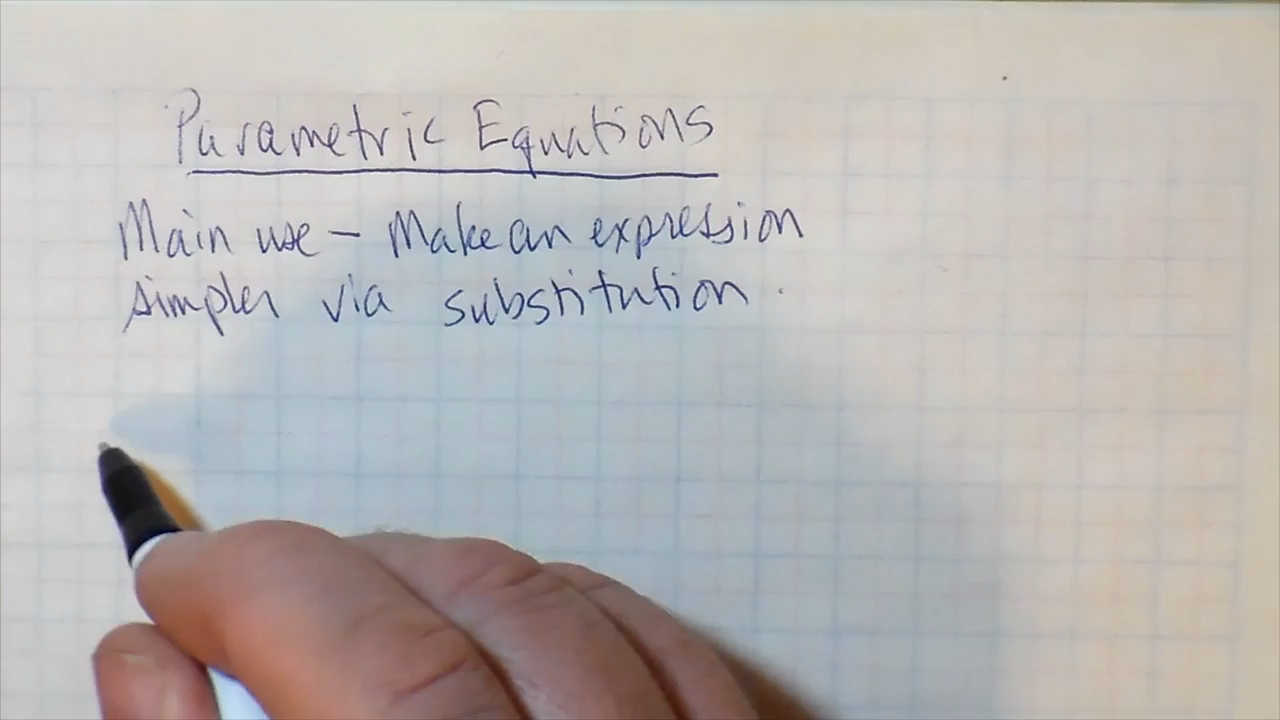 Parametric Equations
Main use – Make an expression
simpler via substitution.